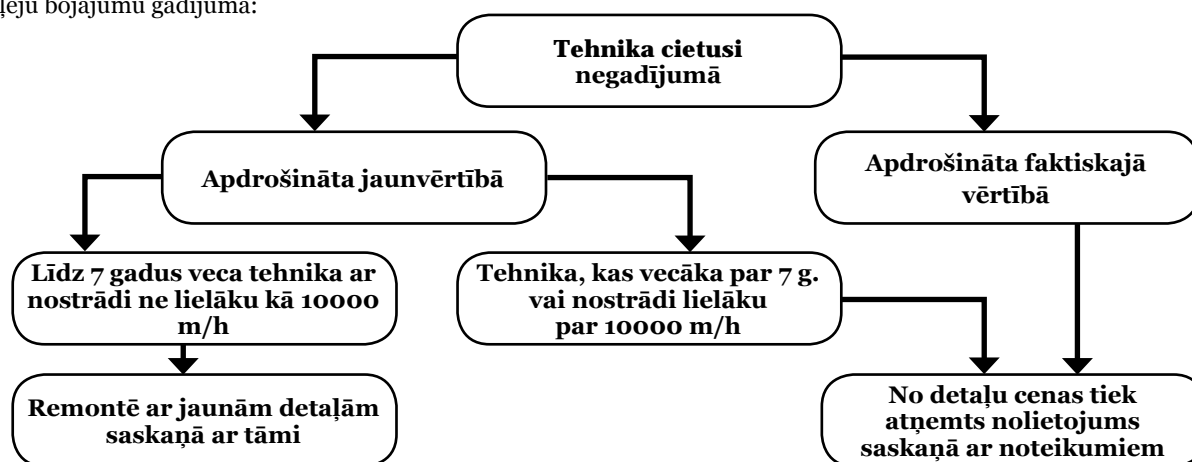 ļēju bojājumu gadījumā:
Tehnika cietusi
negadījumā
Apdrošināta jaunvērtībā
Apdrošināta faktiskajā
vērtībā
Līdz 7 gadus veca tehnika ar
nostrādi ne lielāku kā 10000
m/h
Tehnika, kas vecāka par 7 g.
vai nostrādi lielāku
par 10000 m/h
Remontē ar jaunām detaļām
saskaņā ar tāmi
No detaļu cenas tiek
atņemts nolietojums
saskaņā ar noteikumiem